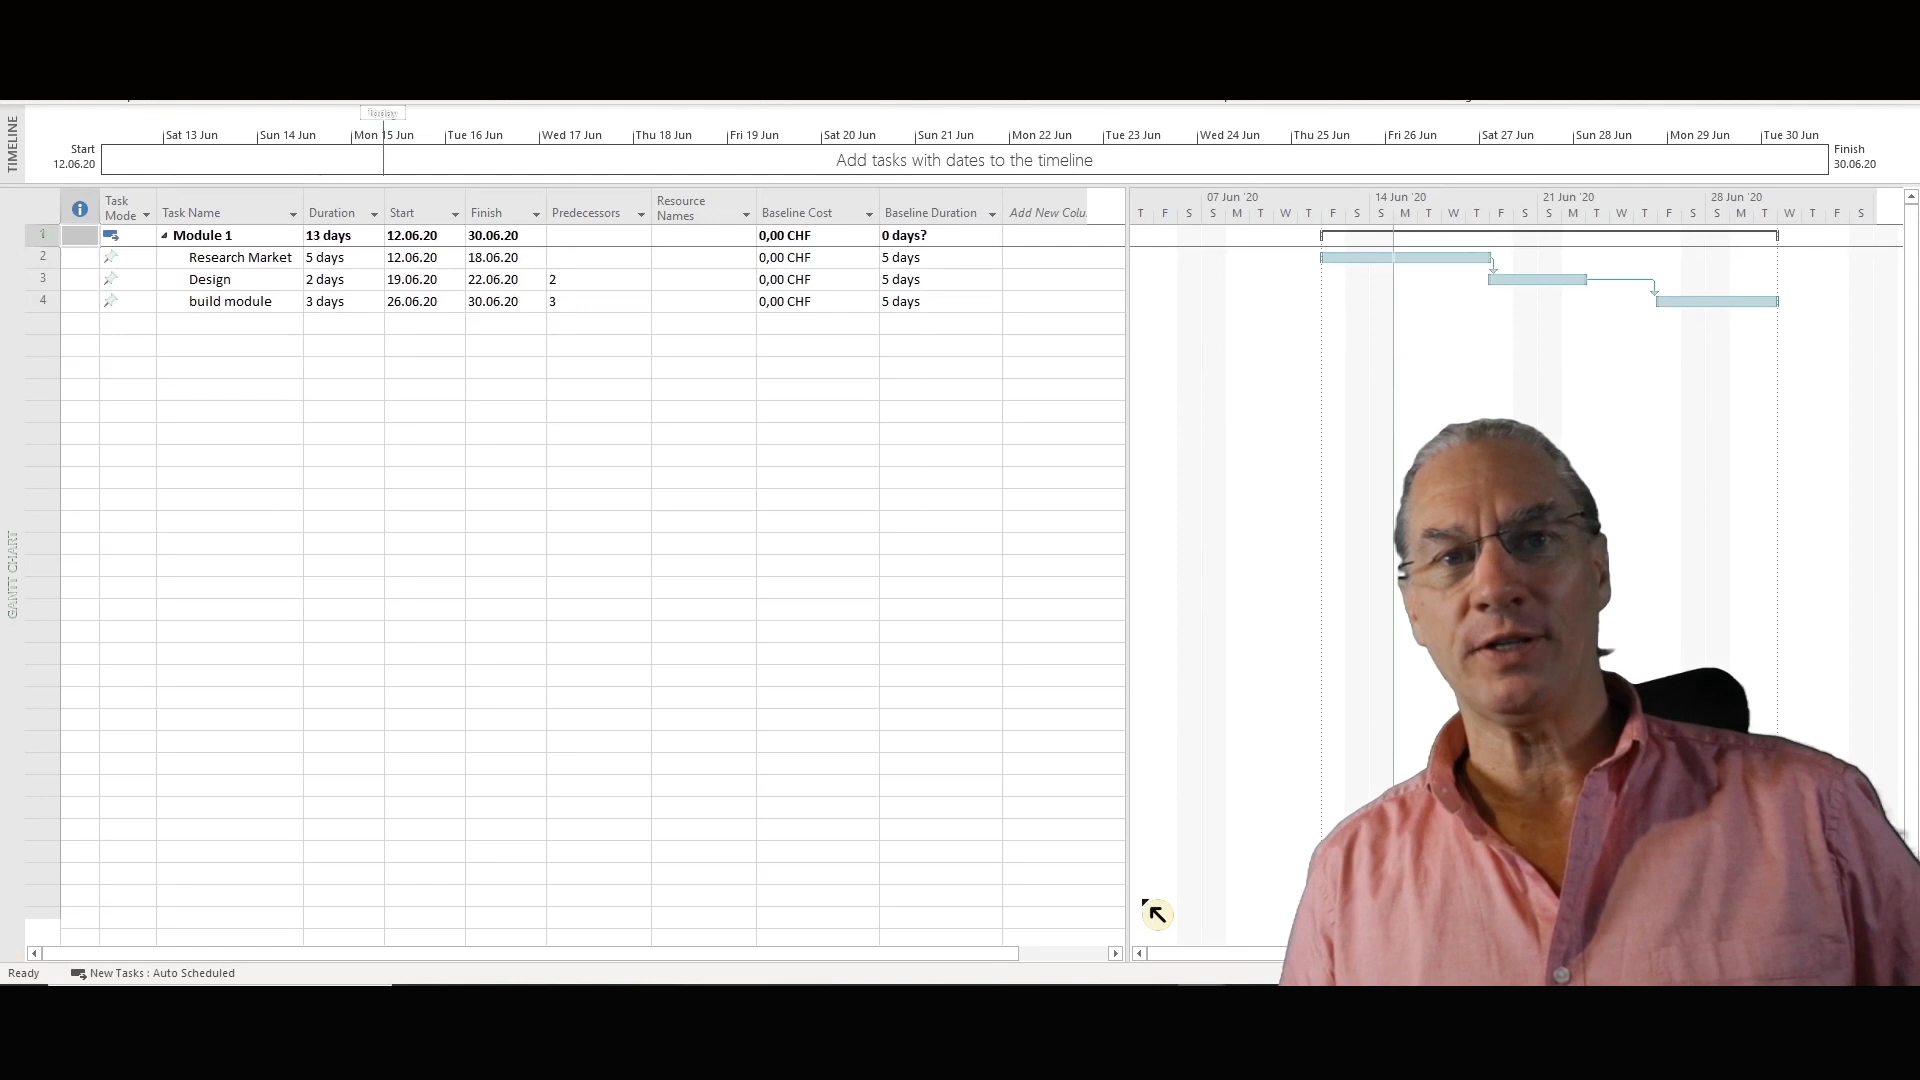 Today
TIMELINE
Sat 13 Jun Sun 14 Jun Mon 15 Jun Tue 16 Jun Wed 17 Jun Thu 18 Jun Fri 19 Jun Sat 20 Jun Sun 21 Jun Mon 22 Jun Tue 23 Jun Wed 24 Jun Thu 25 Jun Fri 26 Jun Sat 27 Jun Sun 28 Jun Mon 29 Jun Tue 30 Jun
Start
12.06.20
Add tasks with dates to the timeline
Finish
30.06.20
Task Mode Task Name Duration Start Finish Predecessors Resource Names Baseline Cost Baseline Duration Add New Colu
07 Jun '20 14 Jun '20 21 Jun '20 28 Jun '20
T F S S M T W T F S S M T W T F S S M T W T F S S M T W T F S
1 Module 1 13 days 12.06.20 30.06.20 0,00 CHF 0 days?
2 Research Market 5 days 12.06.20 18.06.20 0,00 CHF 5 days
3 Design 2 days 19.06.20 22.06.20 2 0,00 CHF 5 days
4 build module 3 days 26.06.20 30.06.20 3 0,00 CHF 5 days
GANTT CHART
Ready New Tasks : Auto Scheduled